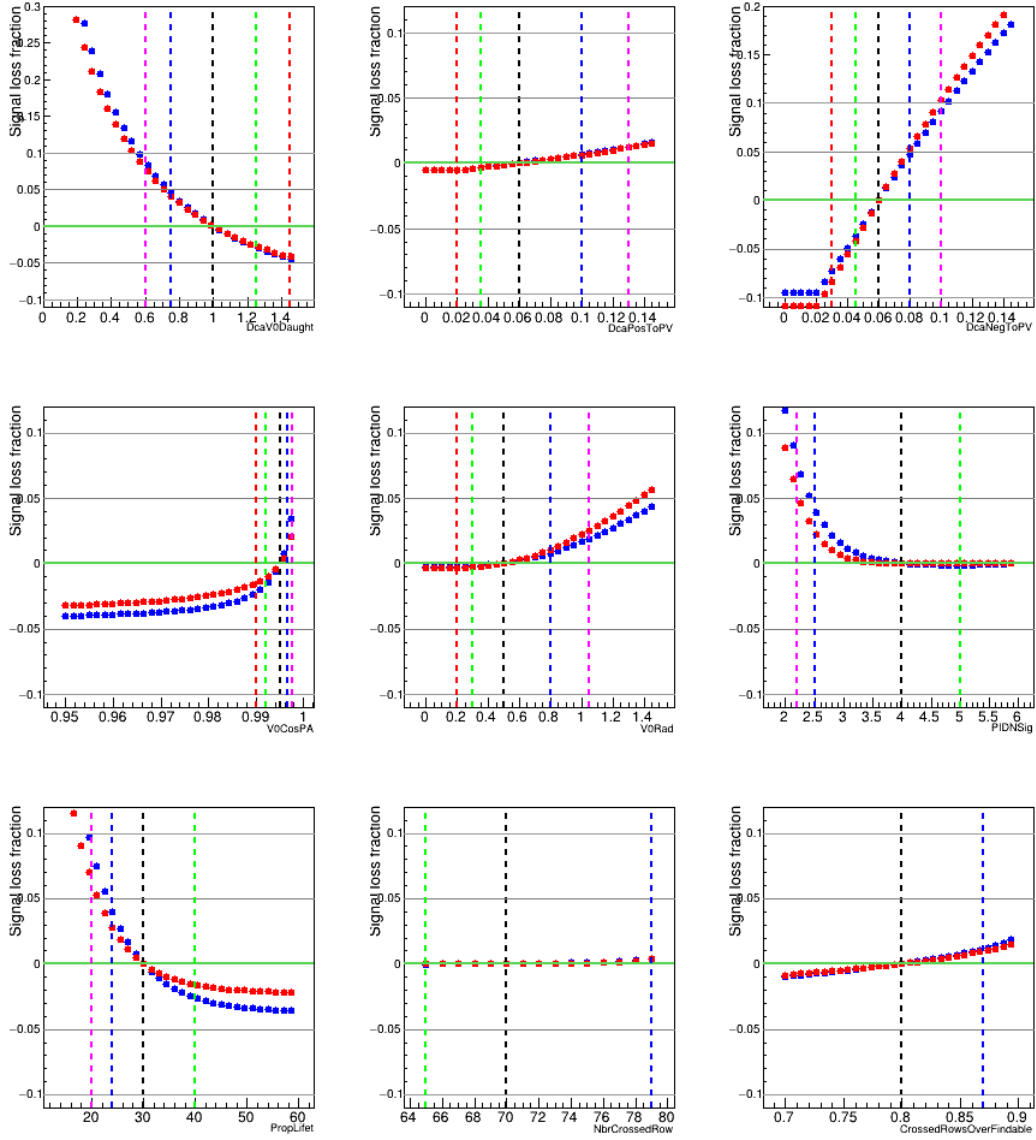 Signal loss fraction
0.3
0.25
0.2
0.15
0.1
0.05
0
−0.05
−0.1
0 0.2 0.4 0.6 0.8 1 1.2 1.4
DcaV0Daught
Signal loss fraction
0.1
0.05
0
−0.05
−0.1
0 0.02 0.04 0.06 0.08 0.1 0.12 0.14
DcaPosToPV
Signal loss fraction
0.2
0.15
0.1
0.05
0
−0.05
−0.1
0 0.02 0.04 0.06 0.08 0.1 0.12 0.14
DcaNegToPV
Signal loss fraction
0.1
0.05
0
−0.05
−0.1
0.95 0.96 0.97 0.98 0.99 1
V0CosPA
Signal loss fraction
0.1
0.05
0
−0.05
−0.1
0 0.2 0.4 0.6 0.8 1 1.2 1.4
V0Rad
Signal loss fraction
0.1
0.05
0
−0.05
−0.1
2 2.5 3 3.5 4 4.5 5 5.5 6
PIDNSig
Signal loss fraction
0.1
0.05
0
−0.05
−0.1
20 30 40 50 60
PropLifet
Signal loss fraction
0.1
0.05
0
−0.05
−0.1
64 66 68 70 72 74 76 78 80
NbrCrossedRow
Signal loss fraction
0.1
0.05
0
−0.05
−0.1
0.7 0.75 0.8 0.85 0.9
CrossedRowsOverFindable